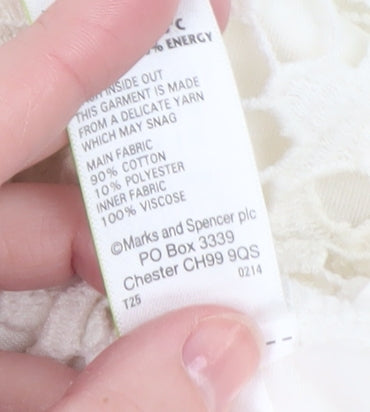 °C
% ENERGY
INSIDE OUT
THIS GARMENT IS MADE
FROM A DELICATE YARN
WHICH MAY SNAG
MAIN FABRIC
90% COTTON
10% POLYESTER
INNER FABRIC
100% VISCOSE
©Marks and Spencer plc
PO Box 3339
Chester CH99 9QS
T25 0214